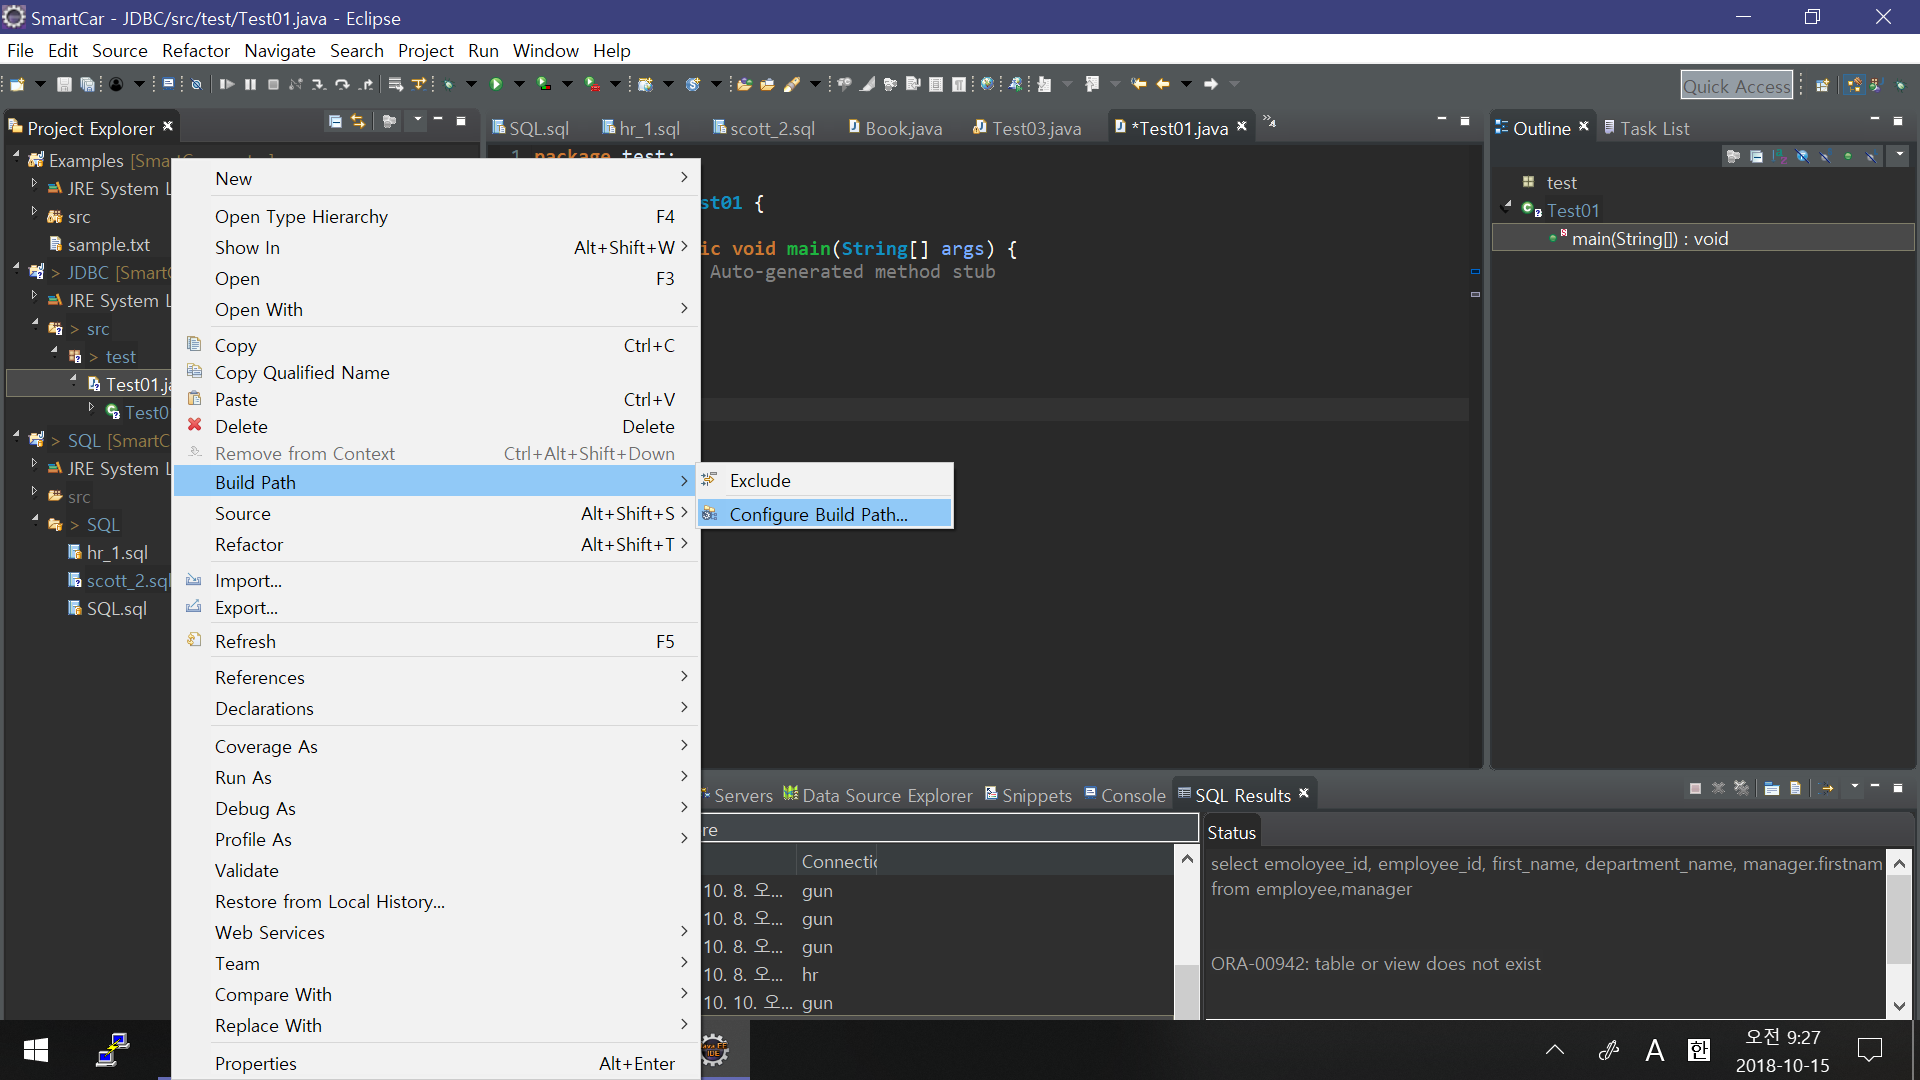 SmartCar - JDBC/src/test/Test01.java - Eclipse
File Edit Source Refactor Navigate Search Project Run Window Help
Quick Access
Project Explorer
SQL.sql hr_1.sql scott_2.sql Book.java Test03.java *Test01.java 4
Outline Task List
Examples
JRE System L
src
sample.txt
> JDBC [SmartC
JRE System L
> src
> test
Test01.ja
Test0
> SQL [SmartC
JRE System L
src
> SQL
hr_1.sql
scott_2.sql
SQL.sql
New
Open Type Hierarchy F4
Show In Alt+Shift+W
Open F3
Open With
Copy Ctrl+C
Copy Qualified Name
Paste Ctrl+V
Delete Delete
Remove from Context Ctrl+Alt+Shift+Down
Build Path
Source Alt+Shift+S
Refactor Alt+Shift+T
Import...
Export...
Refresh F5
References
Declarations
Coverage As
Run As
Debug As
Profile As
Validate
Restore from Local History...
Web Services
Team
Compare With
Replace With
Properties Alt+Enter
Exclude
Configure Build Path...
1 package test;
st01 {
ic void main(String[] args) {
Auto-generated method stub
test
Test01
main(String[]) : void
Servers Data Source Explorer Snippets Console SQL Results
re
Connectic
10. 8. 오... gun
10. 8. 오... gun
10. 8. 오... gun
10. 8. 오... hr
10. 10. 오... gun
Status
select emoloyee_id, employee_id, first_name, department_name, manager.firstnam
from employee,manager
ORA-00942: table or view does not exist
A 한
오전 9:27
2018-10-15